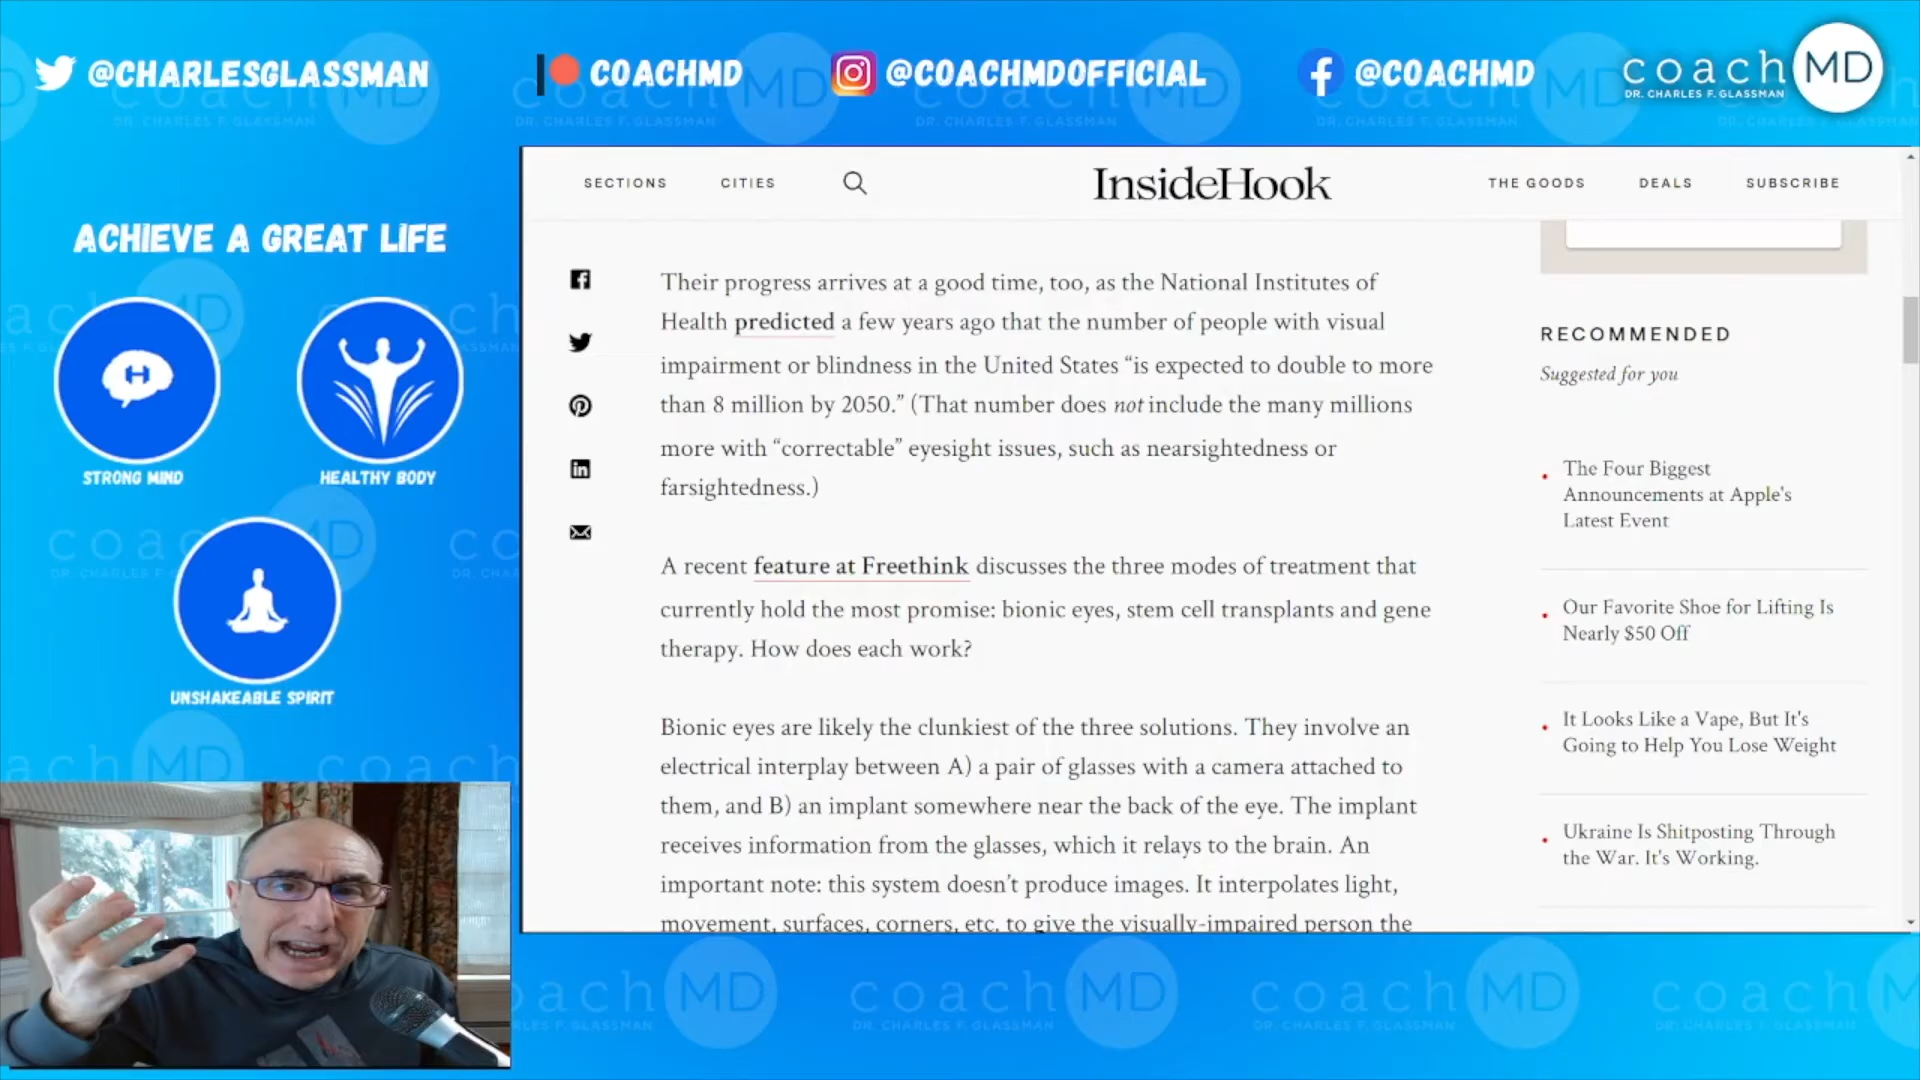 @CHARLESGLASSMAN
COACHMD
@COACHMDOFFICIAL
@COACHMD
coach MD
DR. CHARLES F. GLASSMAN
ACHIEVE A GREAT LIFE
H
STRONG MIND
HEALTHY BODY
UNSHAKEABLE SPIRIT
SECTIONS
CITIES
InsideHook
THE GOODS
DEALS
SUBSCRIBE
Their progress arrives at a good time, too, as the National Institutes of
Health predicted a few years ago that the number of people with visual
impairment or blindness in the United States “is expected to double to more
than 8 million by 2050.” (That number does not include the many millions
more with “correctable” eyesight issues, such as nearsightedness or
farsightedness.)
A recent feature at Freethink discusses the three modes of treatment that
currently hold the most promise: bionic eyes, stem cell transplants and gene
therapy. How does each work?
Bionic eyes are likely the clunkiest of the three solutions. They involve an
electrical interplay between A) a pair of glasses with a camera attached to
them, and B) an implant somewhere near the back of the eye. The implant
receives information from the glasses, which it relays to the brain. An
important note: this system doesn’t produce images. It interpolates light,
movement, surfaces, corners, etc. to give the visually-impaired person the
RECOMMENDED
Suggested for you
The Four Biggest
Announcements at Apple's
Latest Event
Our Favorite Shoe for Lifting Is
Nearly $50 Off
It Looks Like a Vape, But It's
Going to Help You Lose Weight
Ukraine Is Shitposting Through
the War. It's Working.
coach MD
DR. CHARLES F. GLASSMAN
coach MD
DR. CHARLES F. GLASSMAN